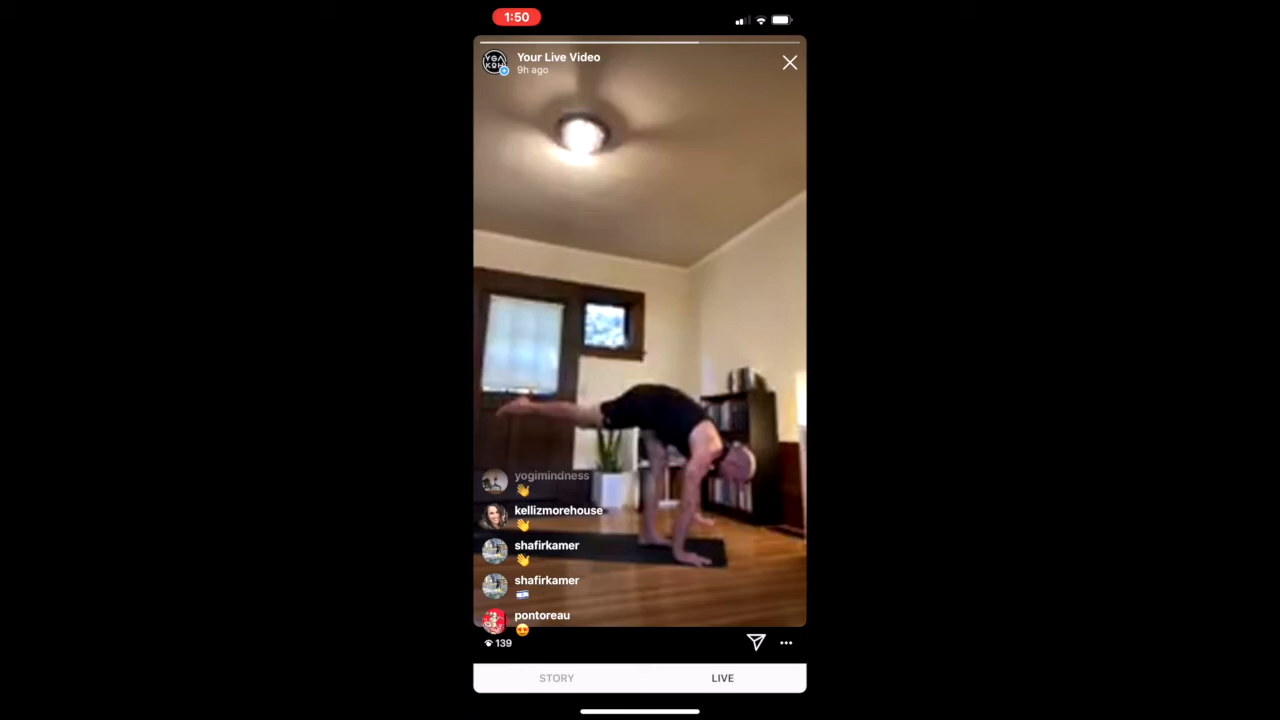 1:50
Your Live Video
9h ago
yogimindness
kellizmorehouse
shafirkamer
shafirkamer
pontoreau
139
STORY
LIVE